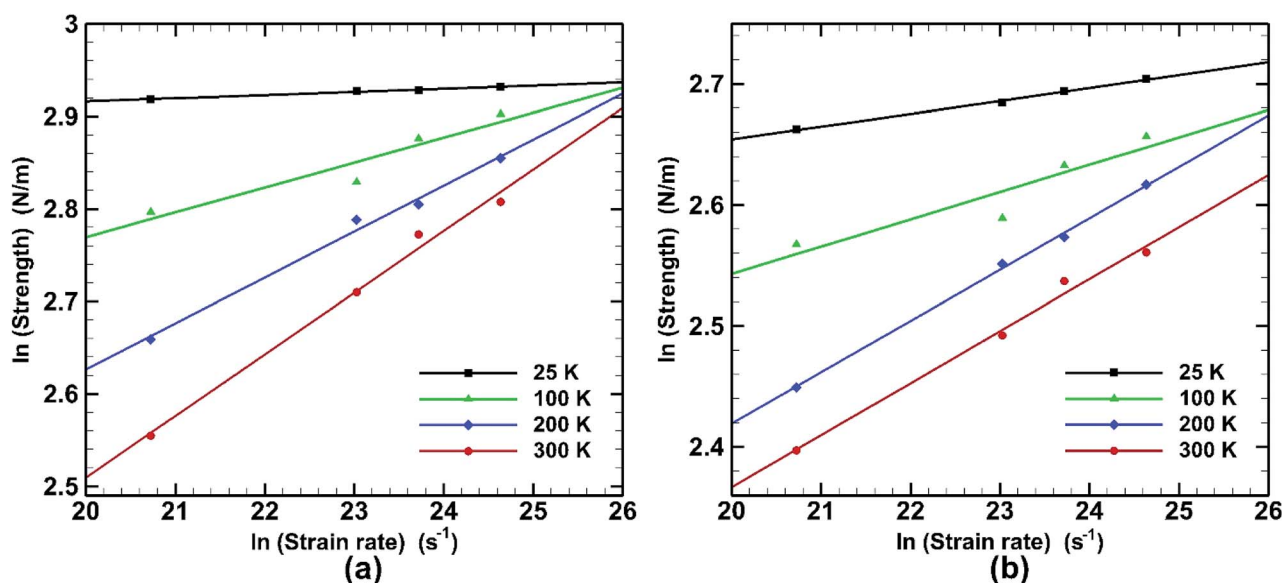 3
2.9
2.8
2.7
2.6
2.5
ln (Strength) (N/m)
25 K
100 K
200 K
300 K
20 21 22 23 24 25 26
ln (Strain rate) (s⁻¹)
(a)
2.7
2.6
2.5
2.4
ln (Strength) (N/m)
25 K
100 K
200 K
300 K
20 21 22 23 24 25 26
ln (Strain rate) (s⁻¹)
(b)